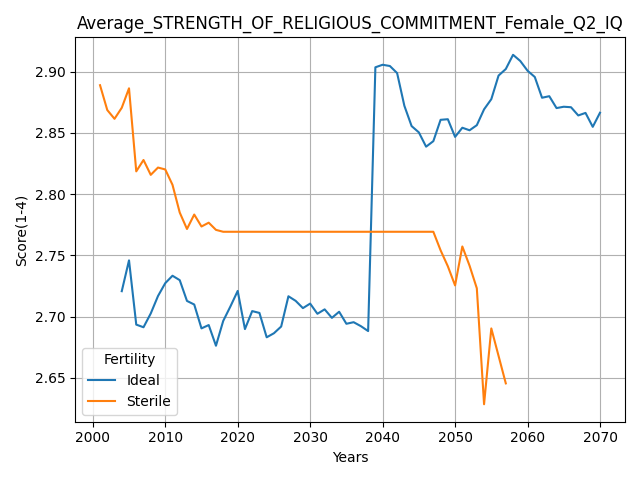 Average_STRENGTH_OF_RELIGIOUS_COMMITMENT_Female_Q2_IQ
Score(1-4)
2.90
2.85
2.80
2.75
2.70
2.65
Fertility
Ideal
Sterile
2000 2010 2020 2030 2040 2050 2060 2070
Years